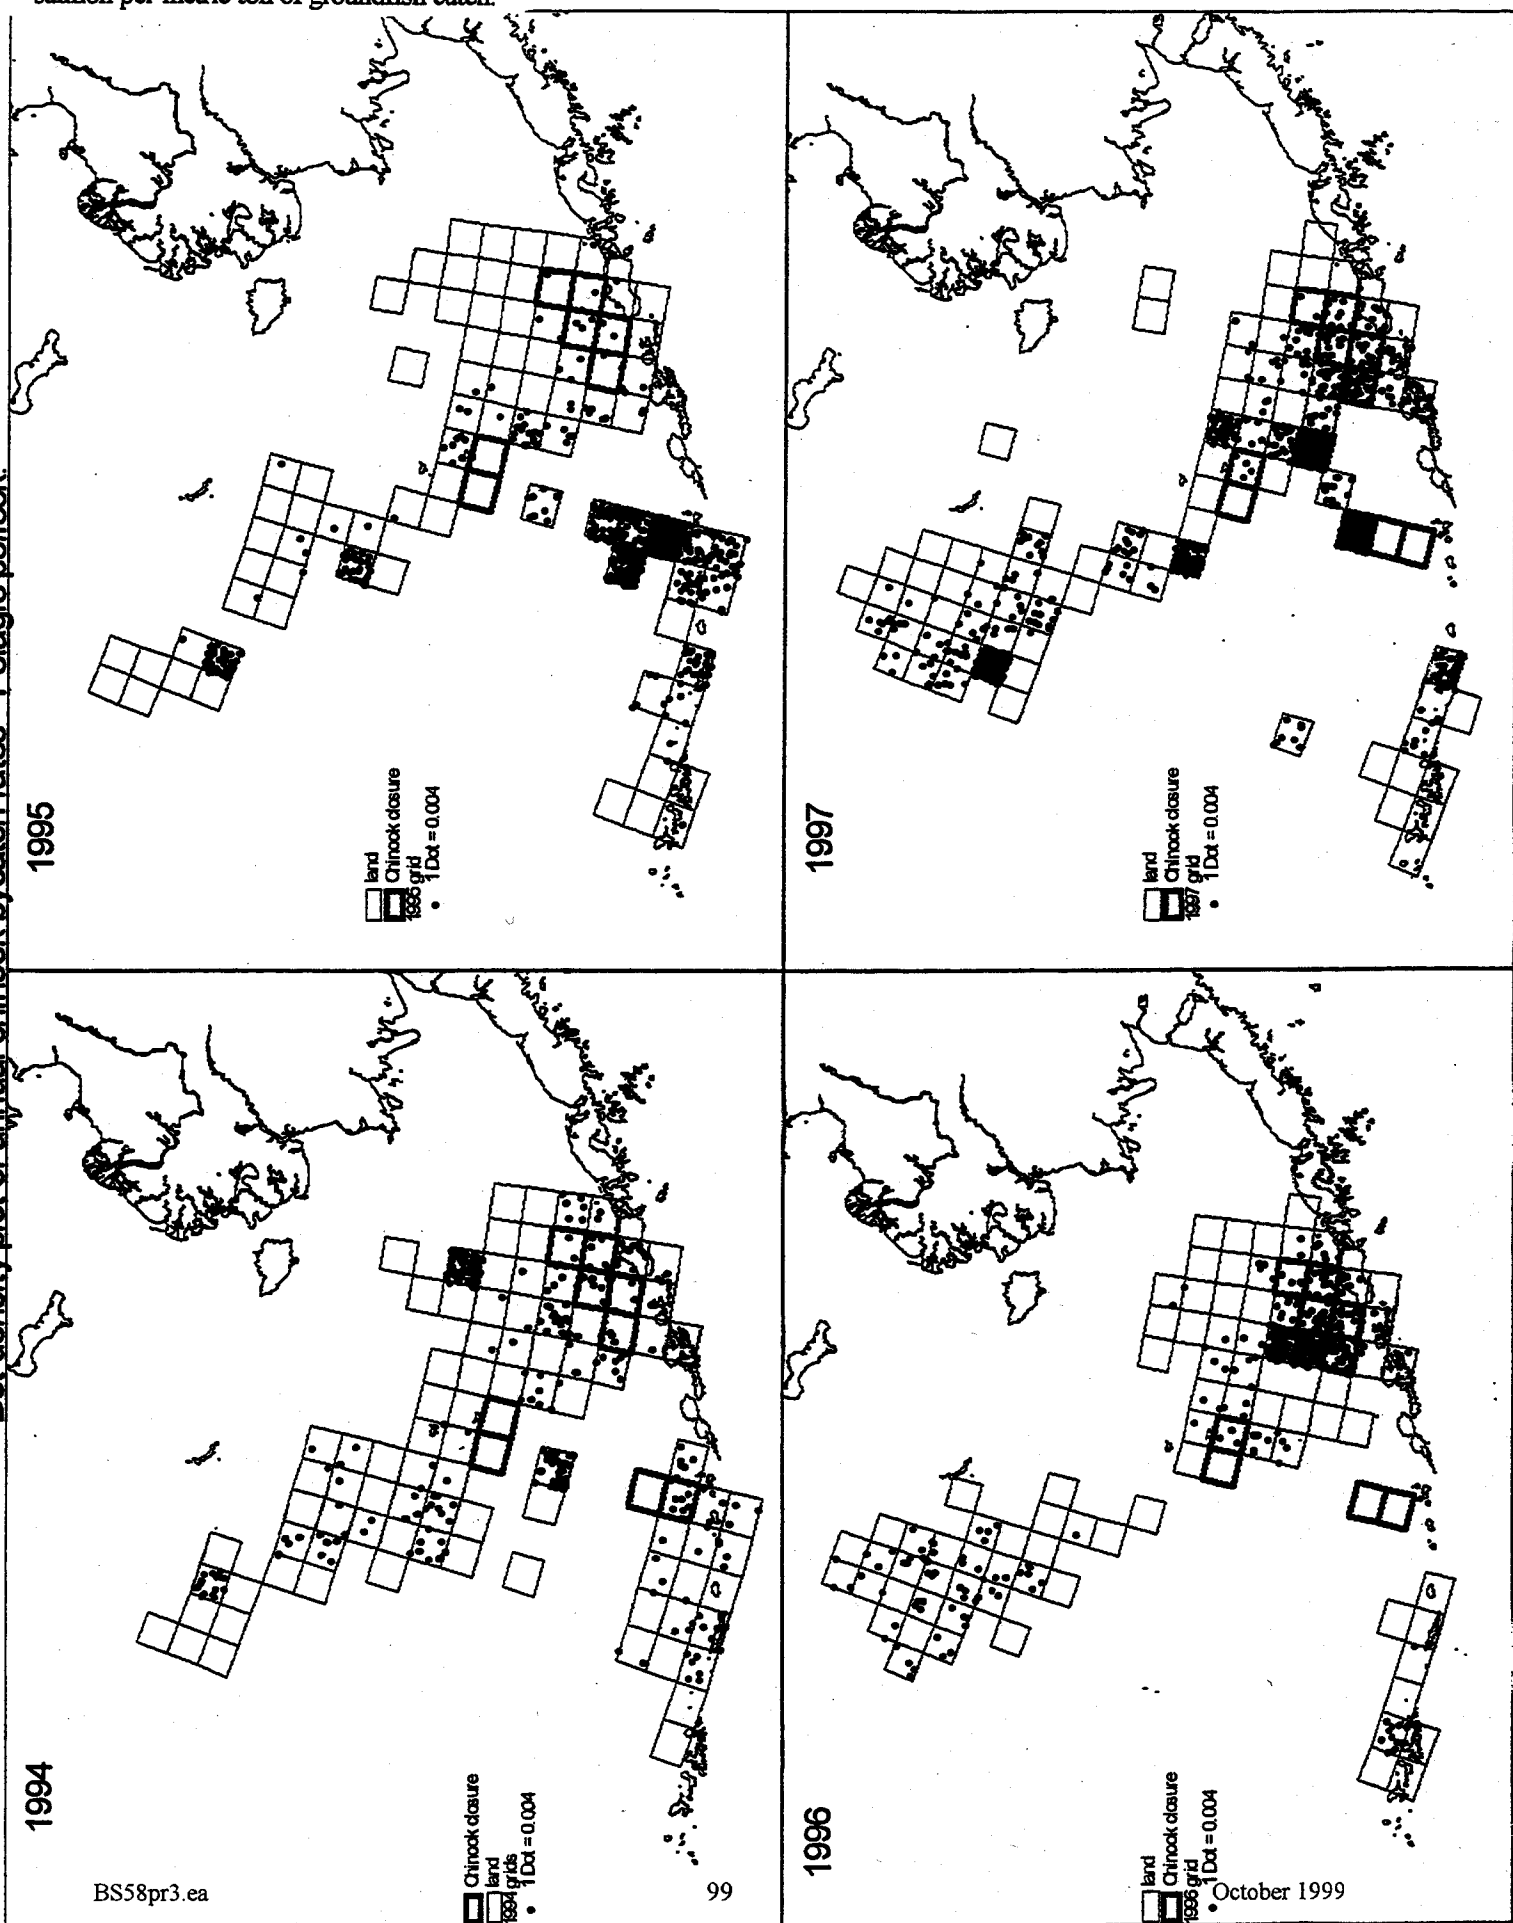 salmon per metric ton of groundfish catch.
1995
land
Chinook closure
1995 grid
1 Dot = 0.004
1997
land
Chinook closure
1997 grid
1 Dot = 0.004
1994
Chinook closure
land
1994 grids
1 Dot = 0.004
1996
land
Chinook closure
1996 grid
1 Dot = 0.004
BS58pr3.ea
99
October 1999